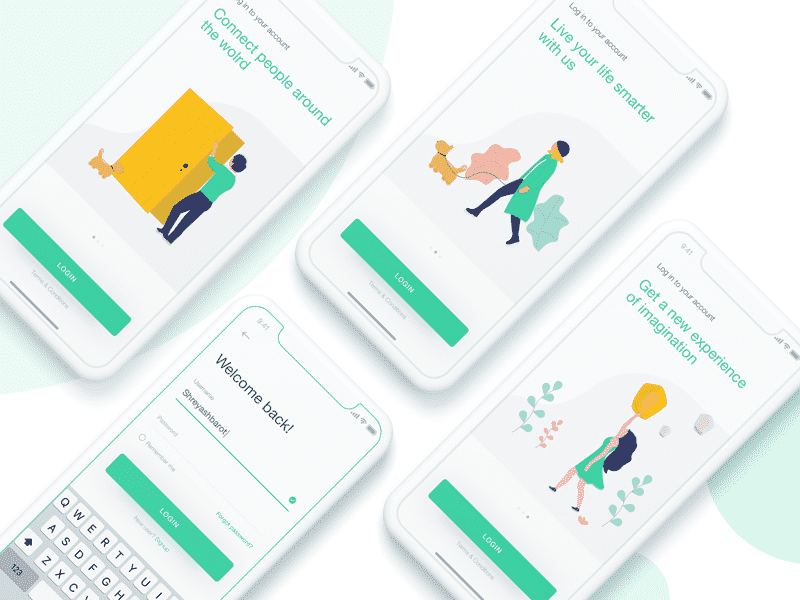 Log in to your account
Connect people around
the wolrd
LOGIN
Terms & Conditions
Log in to your account
Live your life smarter
with us
LOGIN
Terms & Conditions
9:41
Welcome back!
Username
Shreyashbarot
Password
Remember me
Forgot password?
LOGIN
New user? Signup
Q W E R T Y U I
A S D F G H
Z X C
123
9:41
Log in to your account
Get a new experience
of imagination
LOGIN
Terms & Conditions